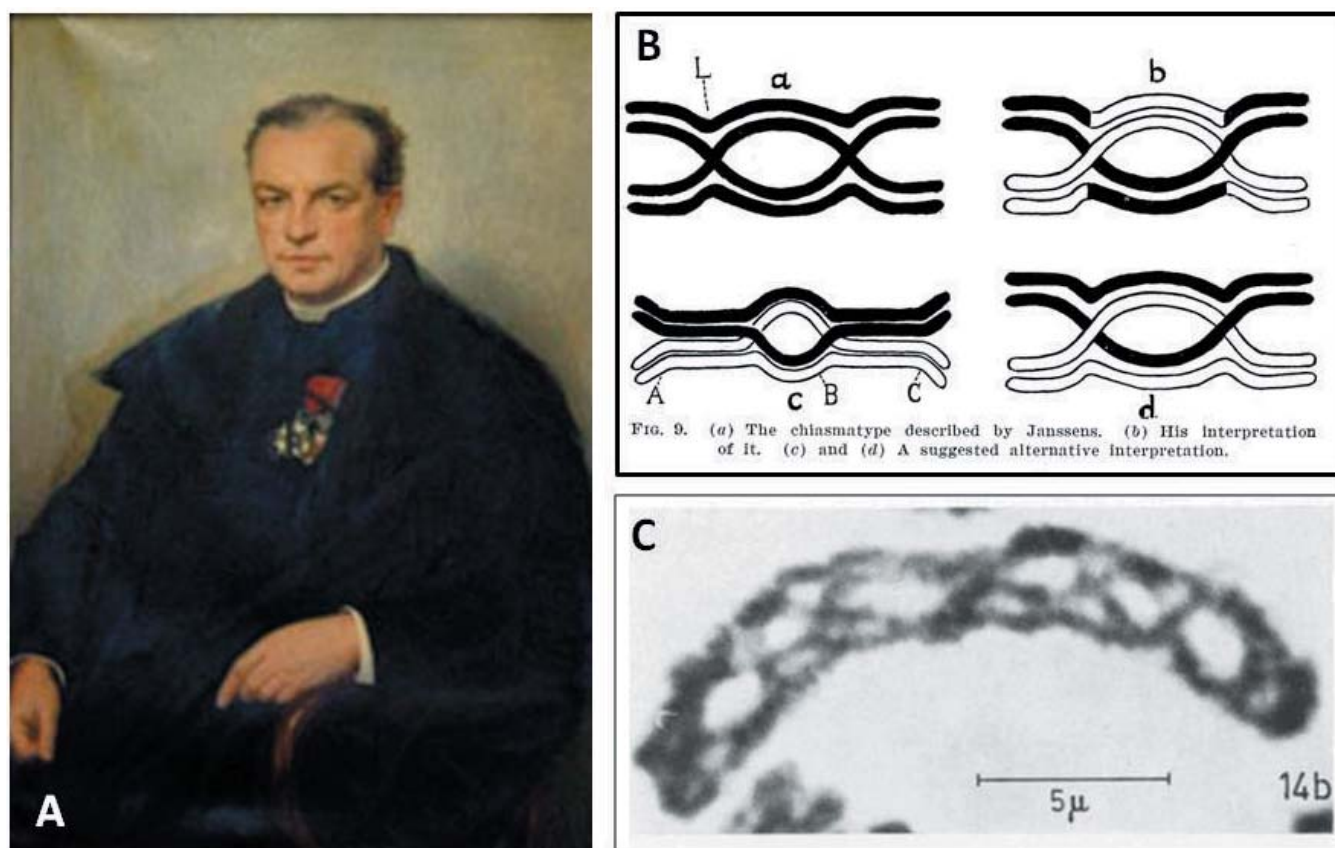 A
B
L
a
b
A
c
B
C
d
FIG. 9. (a) The chiasmatype described by Janssens. (b) His interpretation
of it. (c) and (d) A suggested alternative interpretation.
C
5μ
14b